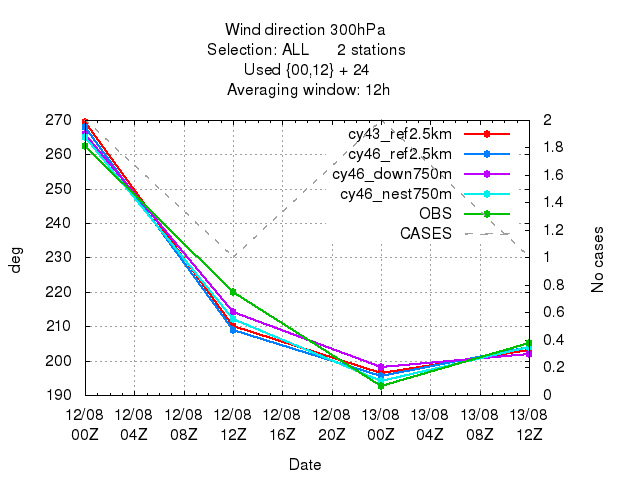 Wind direction 300hPa
Selection: ALL 2 stations
Used {00,12} + 24
Averaging window: 12h
270
260
250
240
230
220
210
200
190
deg
2
1.8
1.6
1.4
1.2
1
0.8
0.6
0.4
0.2
0
No cases
cy43_ref2.5km
cy46_ref2.5km
cy46_down750m
cy46_nest750m
OBS
CASES
12/08 12/08 12/08 12/08 12/08 12/08 13/08 13/08 13/08 13/08
00Z 04Z 08Z 12Z 16Z 20Z 00Z 04Z 08Z 12Z
Date